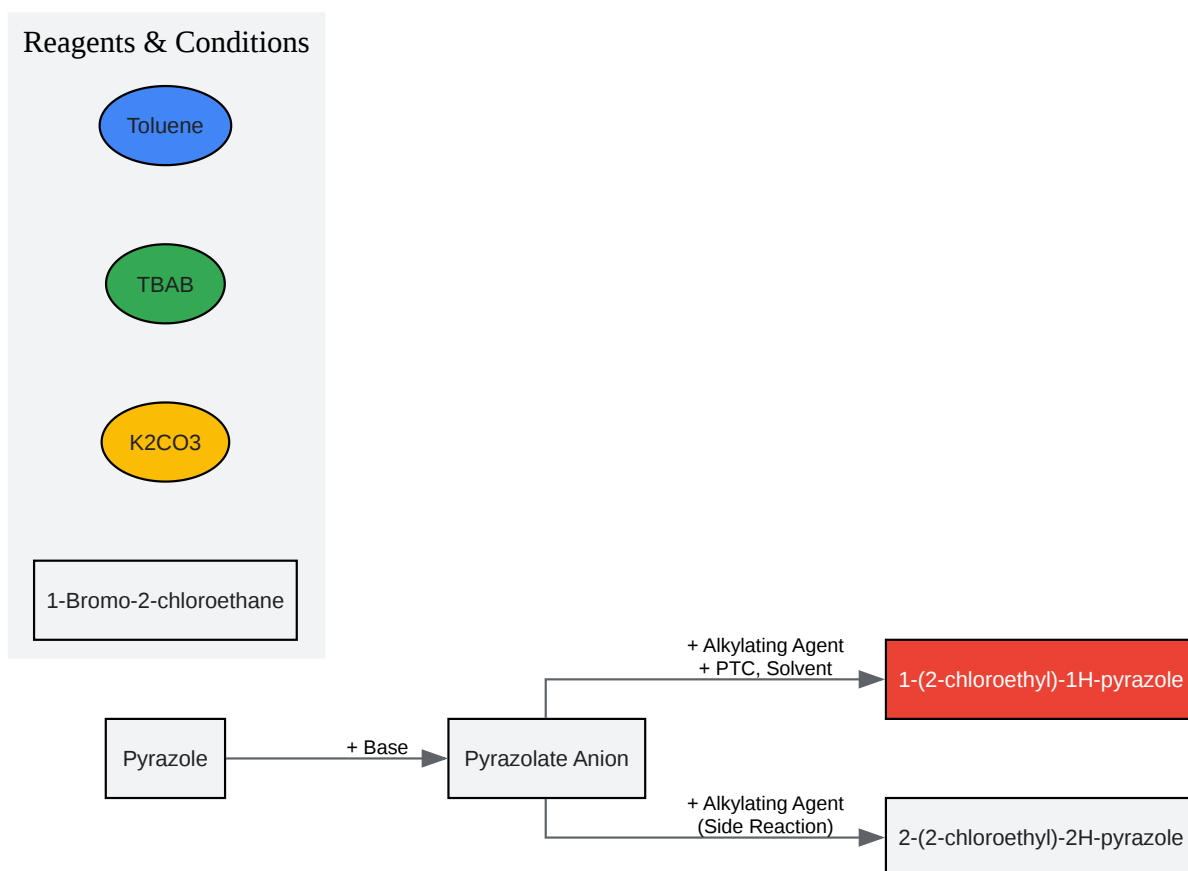 Reagents & Conditions
Toluene
TBAB
K2CO3
1-Bromo-2-chloroethane
Pyrazole
+ Base
Pyrazolate Anion
+ Alkylating Agent
+ PTC, Solvent
1-(2-chloroethyl)-1H-pyrazole
+ Alkylating Agent
(Side Reaction)
2-(2-chloroethyl)-2H-pyrazole